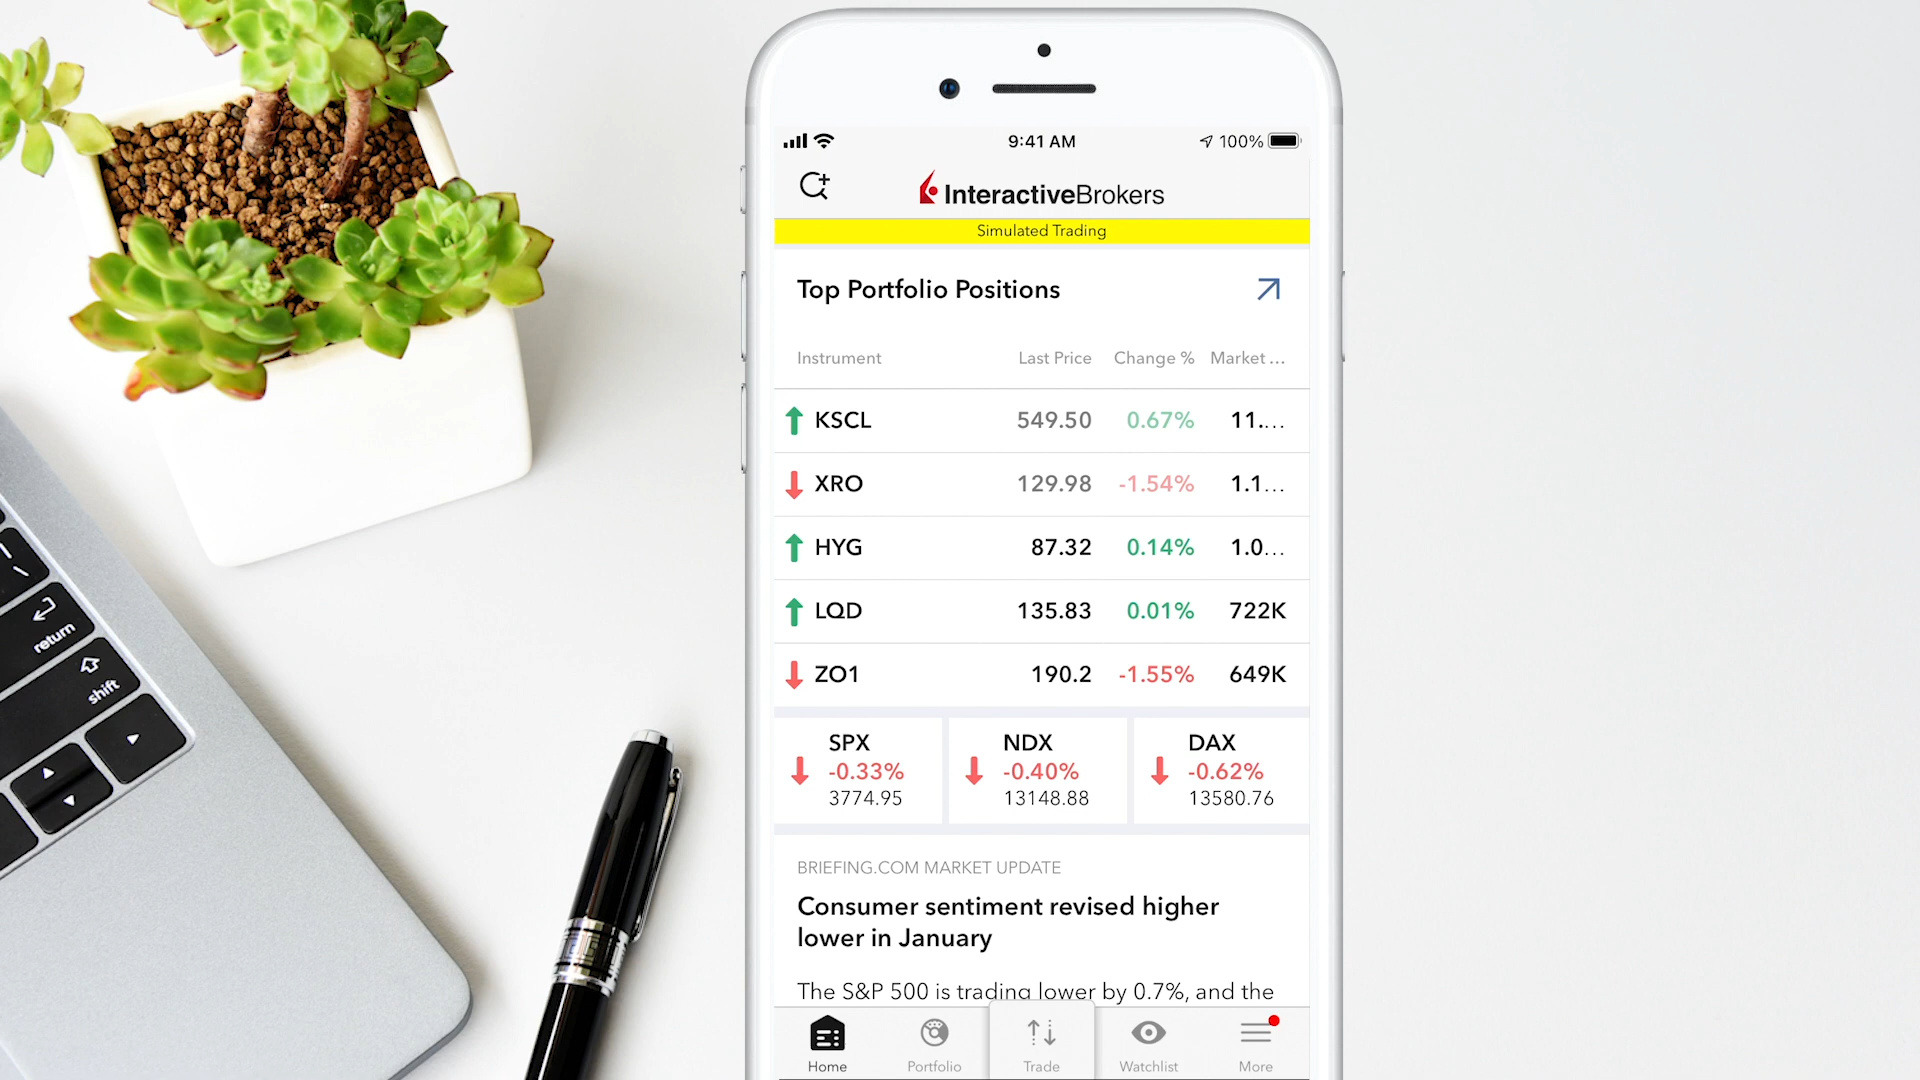 9:41 AM
100%
InteractiveBrokers
Simulated Trading
Top Portfolio Positions
Instrument Last Price Change % Market ...
KSCL 549.50 0.67% 11....
XRO 129.98 -1.54% 1.1...
HYG 87.32 0.14% 1.0...
LQD 135.83 0.01% 722K
ZO1 190.2 -1.55% 649K
SPX NDX DAX
-0.33% -0.40% -0.62%
3774.95 13148.88 13580.76
BRIEFING.COM MARKET UPDATE
Consumer sentiment revised higher
lower in January
The S&P 500 is trading lower by 0.7%, and the
Home Portfolio Trade Watchlist More
return
shift